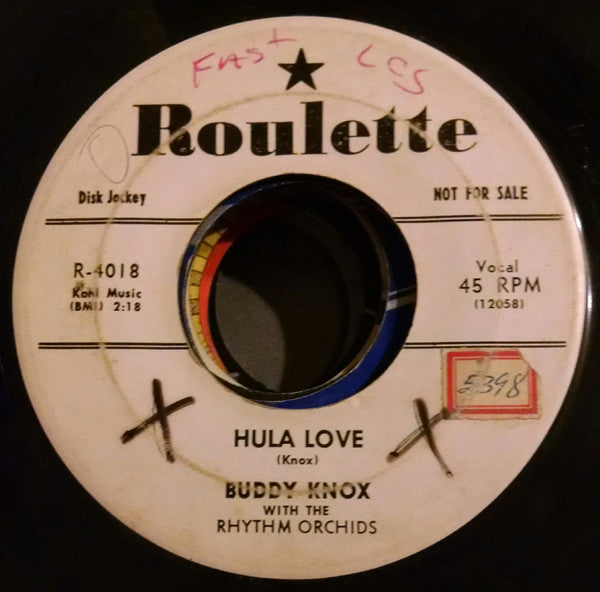 Fast
Roulette
Disk Jockey
NOT FOR SALE
R-4018
Kahl Music
(BMI) 2:18
Vocal
45 RPM
(12058)
5398
X X
HULA LOVE
(Knox)
BUDDY KNOX
WITH THE
RHYTHM ORCHIDS